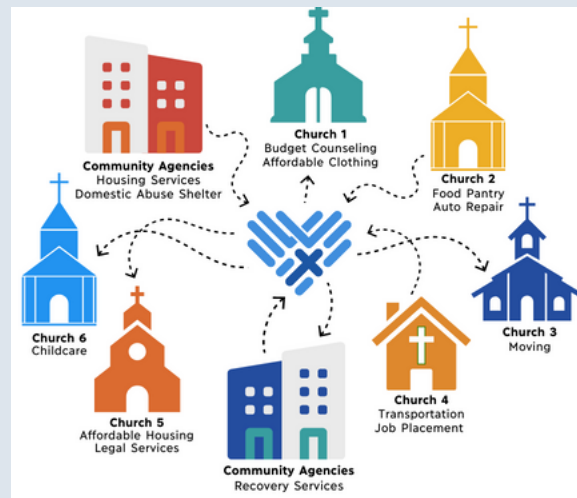 Community Agencies
Housing Services
Domestic Abuse Shelter
Church 1
Budget Counseling
Affordable Clothing
Church 2
Food Pantry
Auto Repair
Church 6
Childcare
Church 5
Affordable Housing
Legal Services
Community Agencies
Recovery Services
Church 4
Transportation
Job Placement
Church 3
Moving